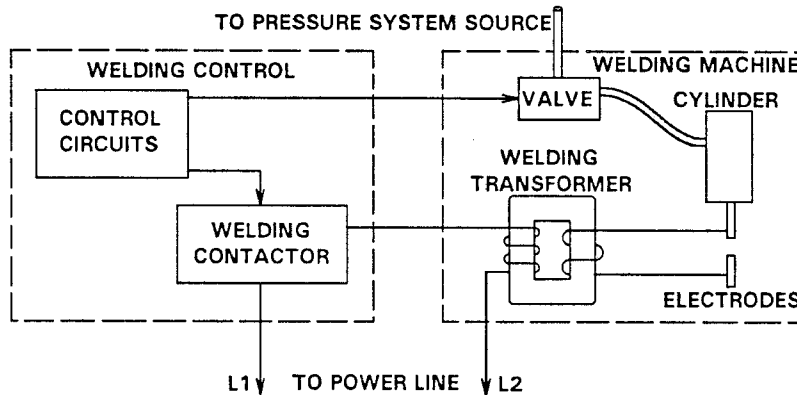 TO PRESSURE SYSTEM SOURCE
WELDING CONTROL
WELDING MACHINE
CONTROL
CIRCUITS
VALVE
CYLINDER
WELDING
TRANSFORMER
WELDING
CONTACTOR
ELECTRODES
L1 TO POWER LINE L2